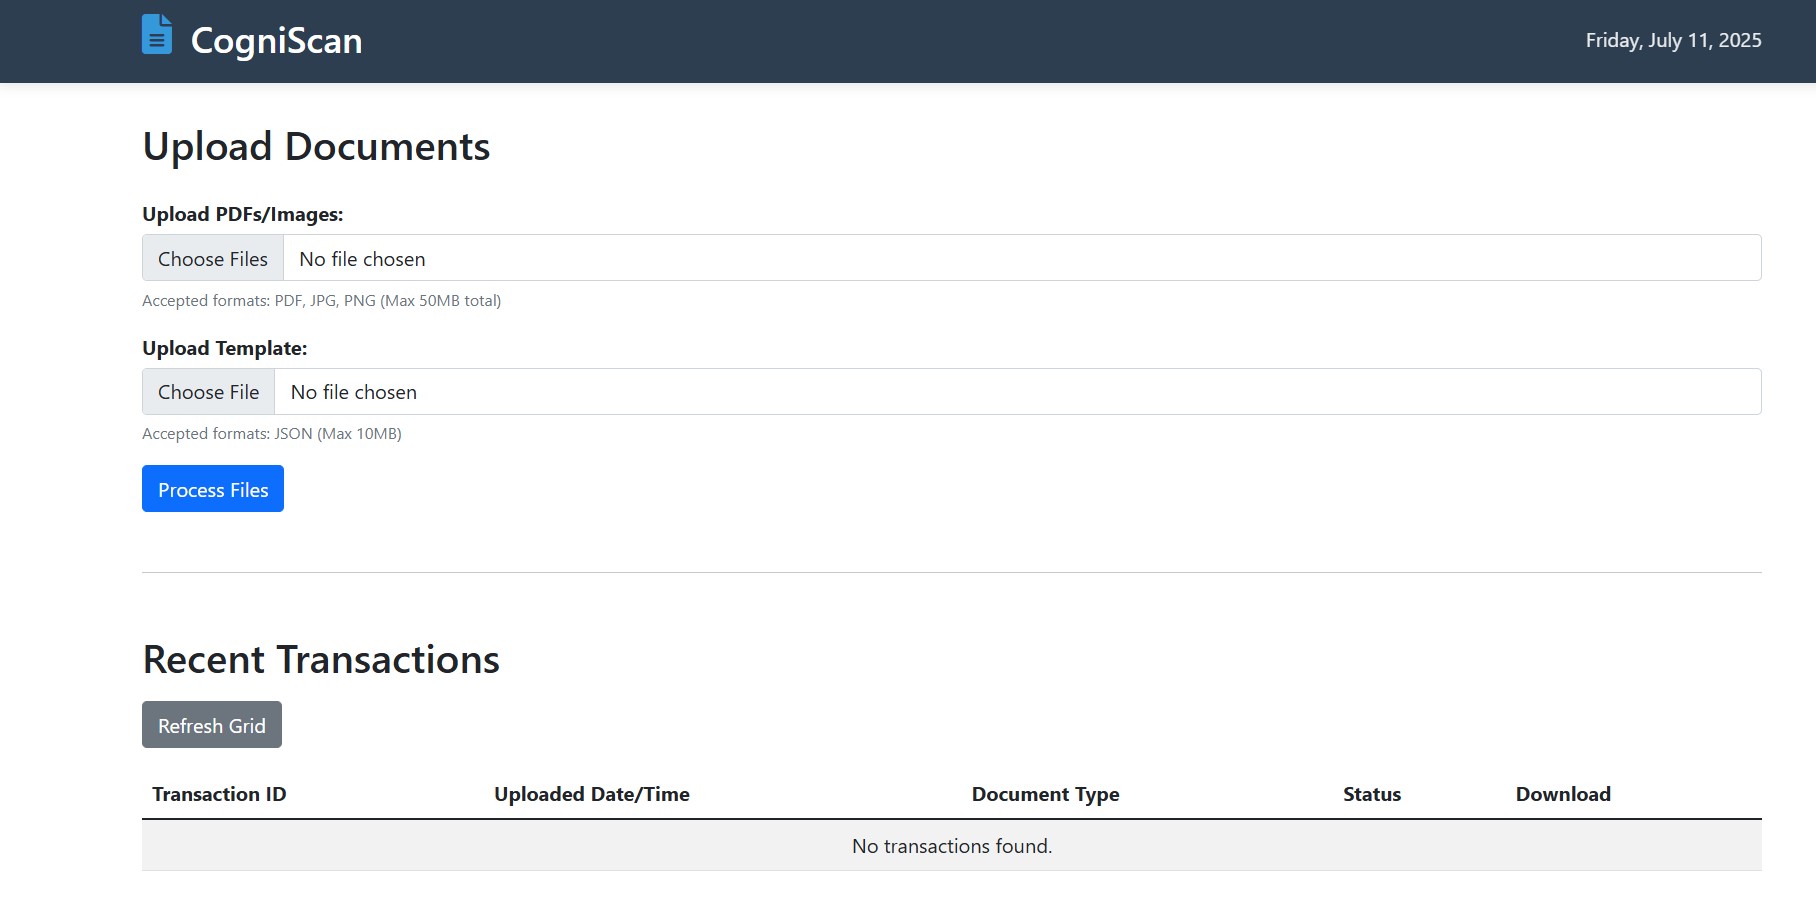 CogniScan
Friday, July 11, 2025
Upload Documents
Upload PDFs/Images:
Choose Files No file chosen
Accepted formats: PDF, JPG, PNG (Max 50MB total)
Upload Template:
Choose File No file chosen
Accepted formats: JSON (Max 10MB)
Process Files
Recent Transactions
Refresh Grid
Transaction ID Uploaded Date/Time Document Type Status Download
No transactions found.